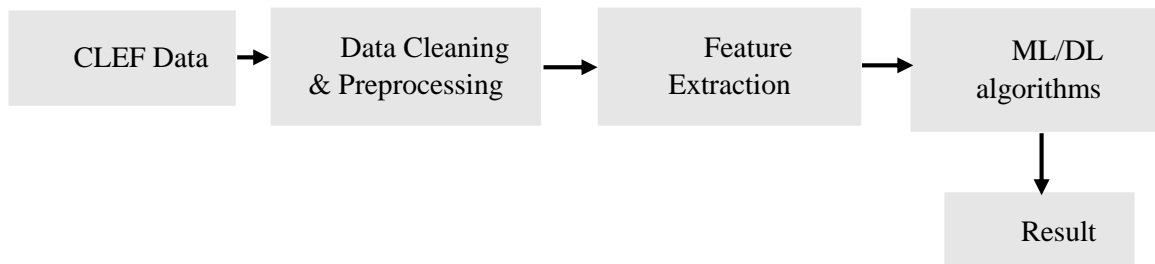 CLEF Data
Data Cleaning
& Preprocessing
Feature
Extraction
ML/DL
algorithms
Result